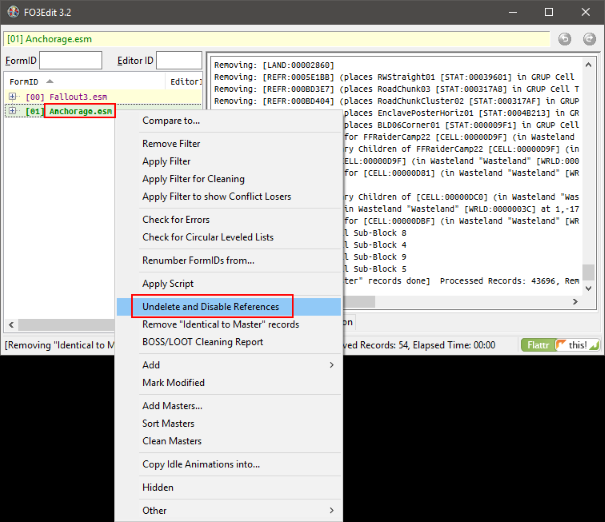 FO3Edit 3.2
[01] Anchorage.esm
FormID
Editor ID
FormID
EditorI
[00] Fallout3.esm
[01] Anchorage.esm
Removing: [LAND:00002860]
Removing: [REFR:0005E1BB] (places RWStraight01 [STAT:00039601] in GRUP Cell
Removing: [REFR:000BD3E7] (places RoadChunk03 [STAT:000317A8] in GRUP Cell T
Removing: [REFR:000BD404] (places RoadChunkCluster02 [STAT:000317AF] in GRUP
places EnclavePosterHoriz01 [STAT:0004B213] in GR
places BLD06Corner01 [STAT:000009F1] in GRUP Cell
for FFRaiderCamp22 [CELL:00000D9F] (in Wasteland
ry Children of FFRaiderCamp22 [CELL:00000D9F] (in
ELL:00000D9F] (in Wasteland "Wasteland" [WRLD:000
for [CELL:00000D81] (in Wasteland "Wasteland" [WR
ry Children of [CELL:00000DC0] (in Wasteland "Was
in Wasteland "Wasteland" [WRLD:0000003C] at 1,-17
for [CELL:00000DBF] (in Wasteland "Wasteland" [WR
l Sub-Block 8
l Sub-Block 4
l Sub-Block 9
l Sub-Block 5
ter" records done] Processed Records: 43696, Rem
Compare to...
Remove Filter
Apply Filter
Apply Filter for Cleaning
Apply Filter to show Conflict Losers
Check for Errors
Check for Circular Leveled Lists
Renumber FormIDs from...
Apply Script
Undelete and Disable References
Remove "Identical to Master" records
BOSS/LOOT Cleaning Report
Add
Mark Modified
Add Masters...
Sort Masters
Clean Masters
Copy Idle Animations into...
Hidden
Other
on
[Removing "Identical to M
ved Records: 54, Elapsed Time: 00:00
Flattr
this!